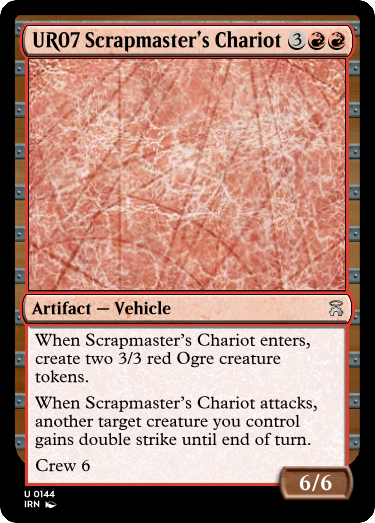 UR07 Scrapmaster's Chariot 3
Artifact — Vehicle
When Scrapmaster's Chariot enters,
create two 3/3 red Ogre creature
tokens.
When Scrapmaster's Chariot attacks,
another target creature you control
gains double strike until end of turn.
Crew 6
6/6
U 0144
IRN